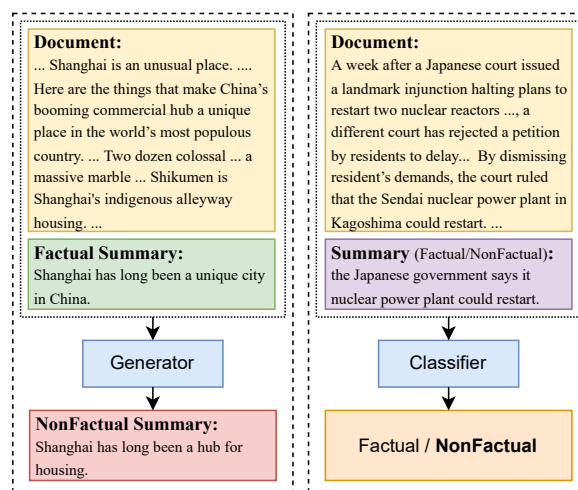 Document:
... Shanghai is an unusual place. ....
Here are the things that make China's
booming commercial hub a unique
place in the world's most populous
country. ... Two dozen colossal ... a
massive marble ... Shikumen is
Shanghai's indigenous alleyway
housing. ...
Factual Summary:
Shanghai has long been a unique city
in China.
Generator
NonFactual Summary:
Shanghai has long been a hub for
housing.
Document:
A week after a Japanese court issued
a landmark injunction halting plans to
restart two nuclear reactors ..., a
different court has rejected a petition
by residents to delay... By dismissing
resident's demands, the court ruled
that the Sendai nuclear power plant in
Kagoshima could restart. ...
Summary (Factual/NonFactual):
the Japanese government says it
nuclear power plant could restart.
Classifier
Factual / NonFactual